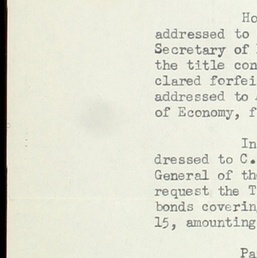 Ho
addressed to
Secretary of
the title con
clared forfei
addressed to
of Economy, f
In
dressed to C.
General of th
request the T
bonds coverin
15, amounting
Pa